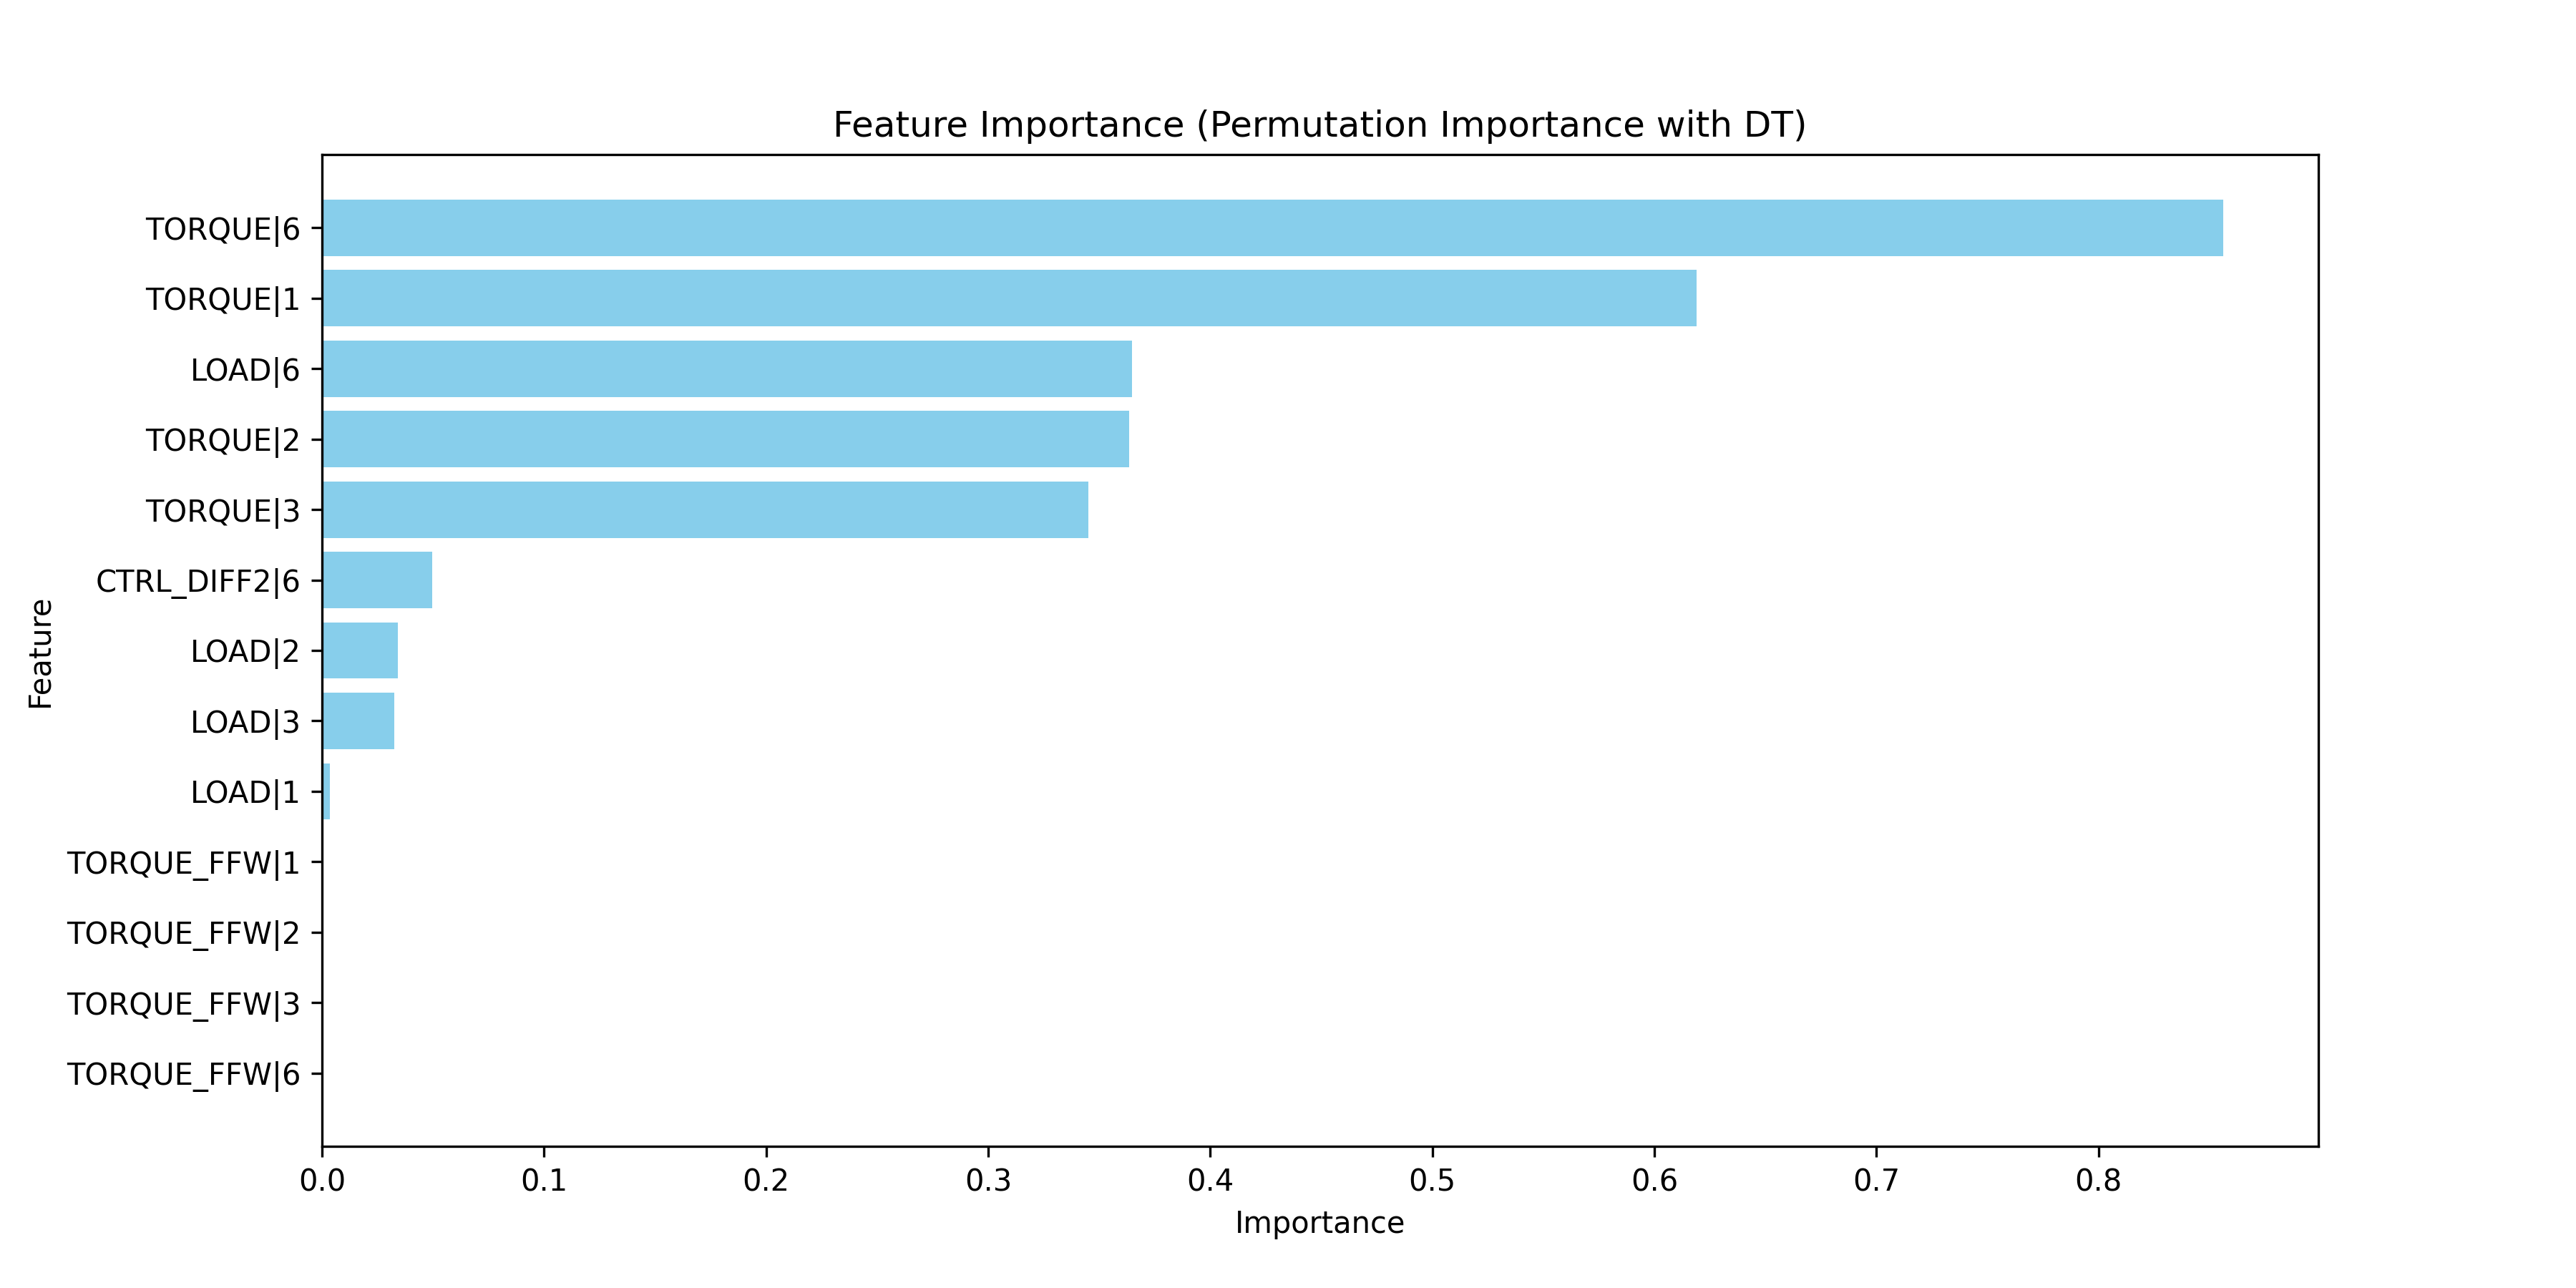 Feature Importance (Permutation Importance with DT)
TORQUE|6
TORQUE|1
LOAD|6
TORQUE|2
TORQUE|3
CTRL_DIFF2|6
LOAD|2
LOAD|3
LOAD|1
TORQUE_FFW|1
TORQUE_FFW|2
TORQUE_FFW|3
TORQUE_FFW|6
Feature
0.0 0.1 0.2 0.3 0.4 0.5 0.6 0.7 0.8
Importance